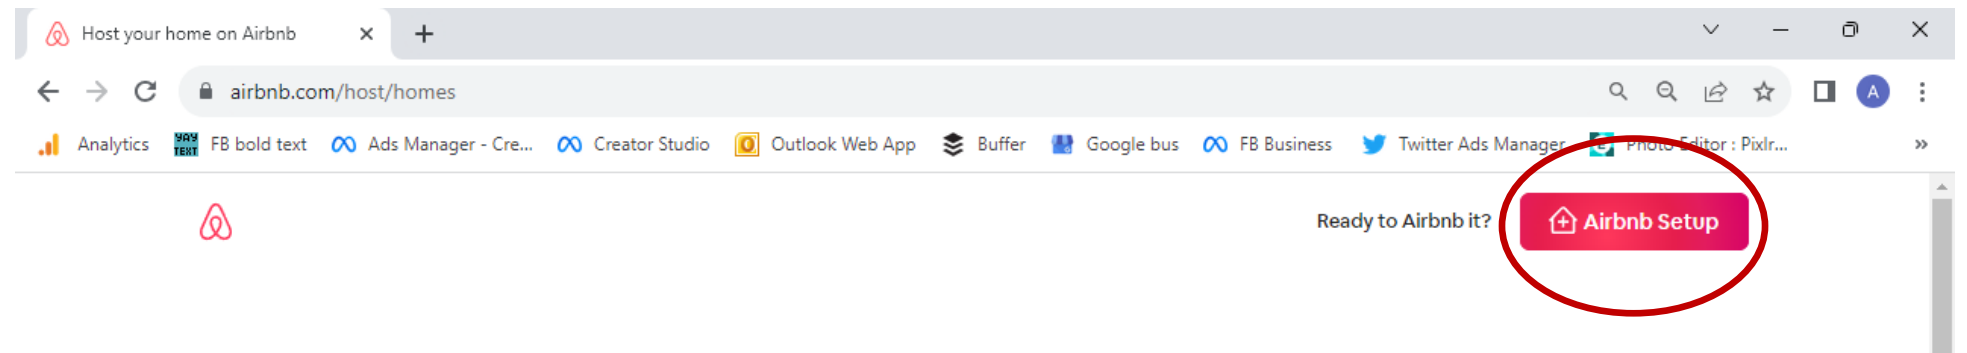 Host your home on Airbnb
airbnb.com/host/homes
A
Analytics YAY TEXT FB bold text Ads Manager - Cre... Creator Studio Outlook Web App Buffer Google bus FB Business Twitter Ads Manager Photo Editor : Pixlr... »
Ready to Airbnb it? Airbnb Setup